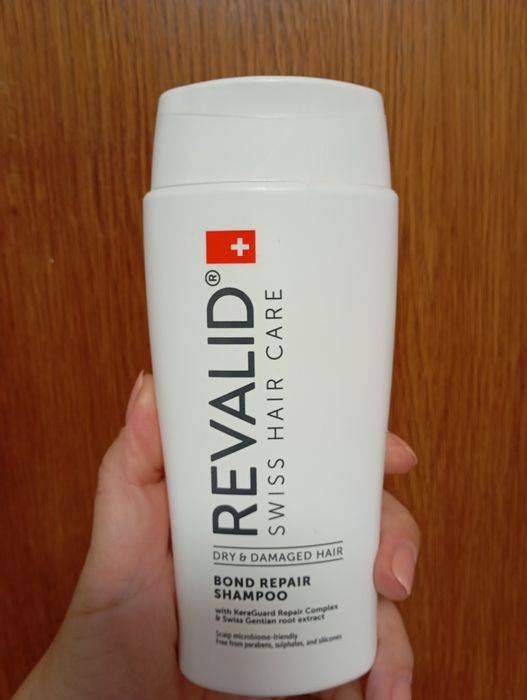 REVALID®
SWISS HAIR CARE
DRY & DAMAGED HAIR
BOND REPAIR
SHAMPOO
with KeraGuard Repair Complex
& Swiss Gentian root extract
Scalp microbiome-friendly
Free from parabens, sulphates, and silicones